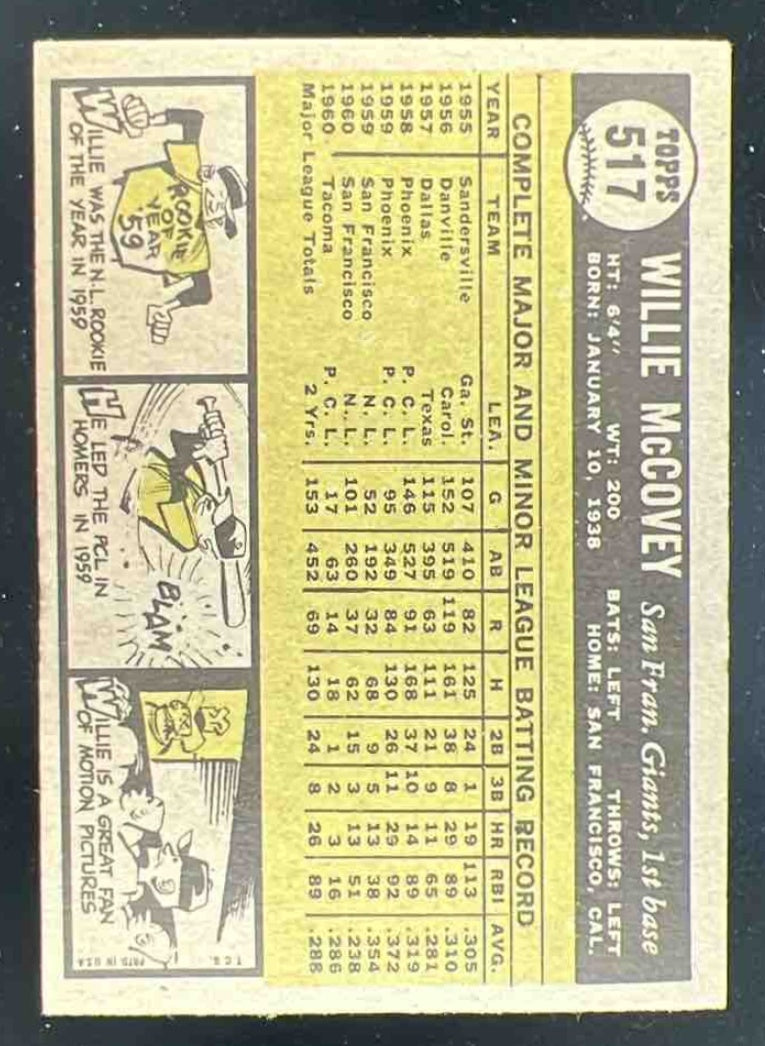 TOPPS
517
WILLIE McCOVEY San Fran. Giants, 1st base
HT: 6'4" WT: 200 BATS: LEFT THROWS: LEFT
BORN: JANUARY 10, 1938 HOME: SAN FRANCISCO, CAL.
COMPLETE MAJOR AND MINOR LEAGUE BATTING RECORD
YEAR TEAM LEA. G AB R H 2B 3B HR RBI AVG.
1955 Sandersville Ga. St. 107 410 82 125 24 1 19 113 .305
1956 Danville Carol. 152 519 119 161 38 8 29 89 .310
1957 Dallas Texas 115 395 63 111 21 9 11 65 .281
1958 Phoenix P. C. L. 146 527 91 168 37 10 14 89 .319
1959 Phoenix P. C. L. 95 349 84 130 26 11 29 92 .372
1959 San Francisco N. L. 52 192 32 68 9 5 13 38 .354
1960 San Francisco N. L. 101 260 37 62 15 3 13 51 .238
1960 Tacoma P. C. L. 17 63 14 18 1 2 3 16 .286
Major League Totals 2 Yrs. 153 452 69 130 24 8 26 89 .288
ROOKIE
OF
YEAR
59
WILLIE WAS THE N.L. ROOKIE
OF THE YEAR IN 1959
BLAM
HE LED THE PCL IN
HOMERS IN 1959
WILLIE IS A GREAT FAN
OF MOTION PICTURES
T.C.G.
PRTD. IN U.S.A.